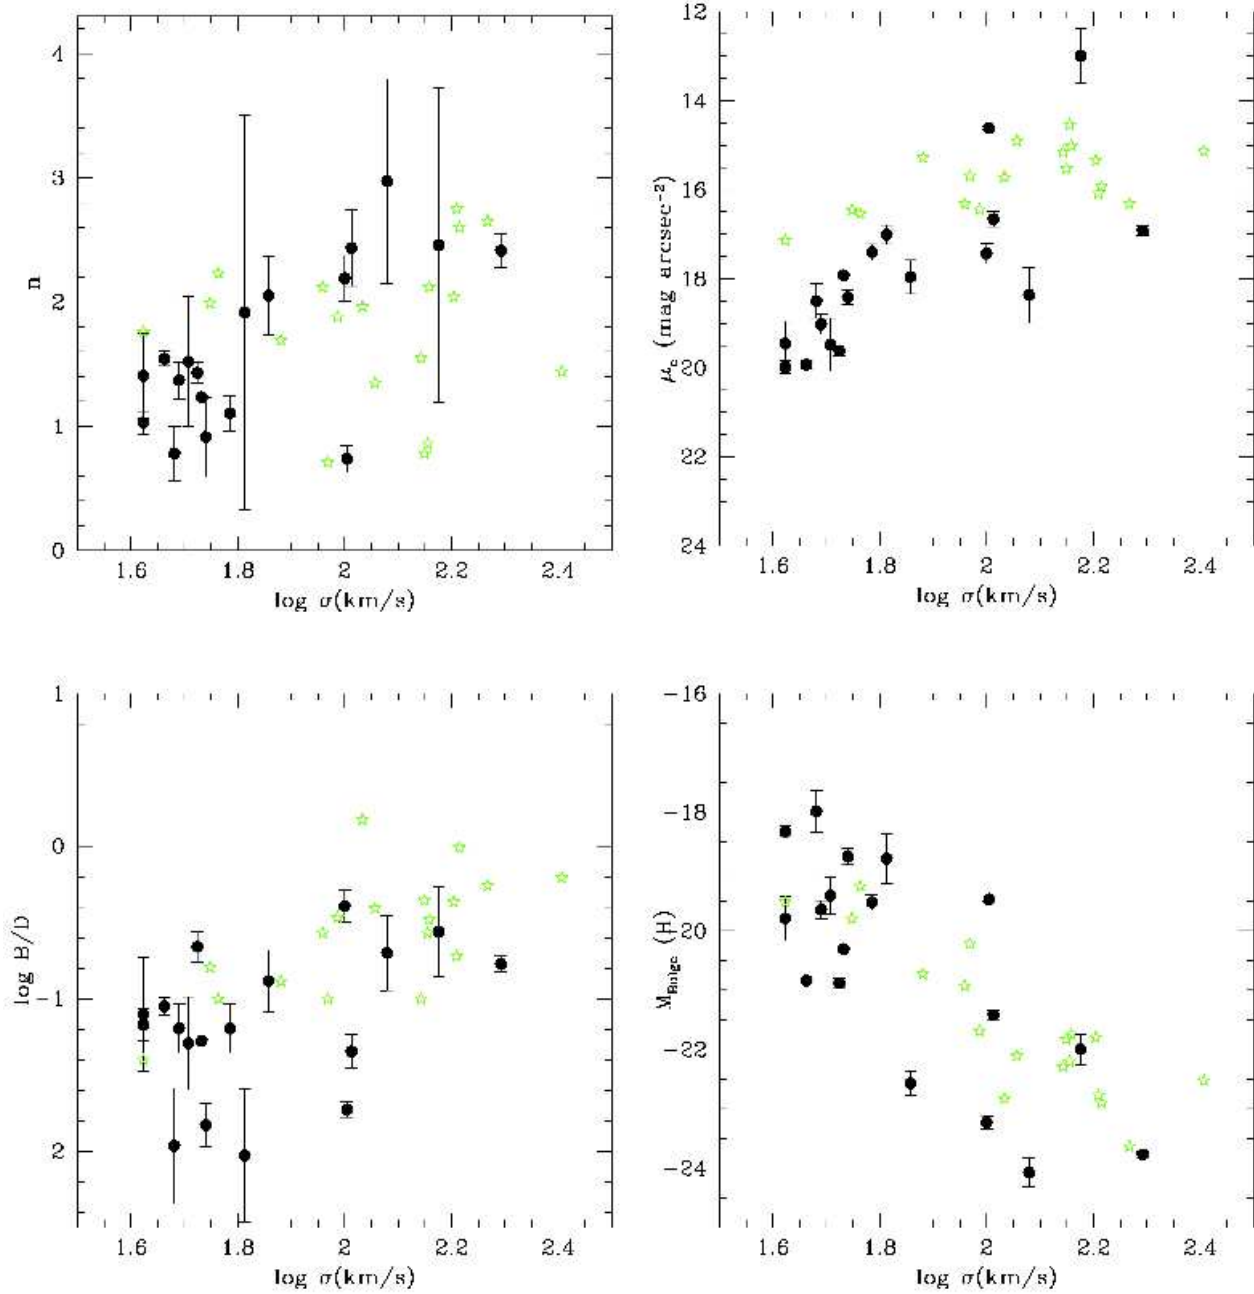 4
3
2
1
0
n
1.6 1.8 2 2.2 2.4
log σ(km/s)
12
14
16
18
20
22
24
μₑ (mag arcsec⁻²)
1.6 1.8 2 2.2 2.4
log σ(km/s)
1
0
-1
2
log B/D
1.6 1.8 2 2.2 2.4
log σ(km/s)
-16
-18
-20
-22
-24
M_Bulge (H)
1.6 1.8 2 2.2 2.4
log σ(km/s)